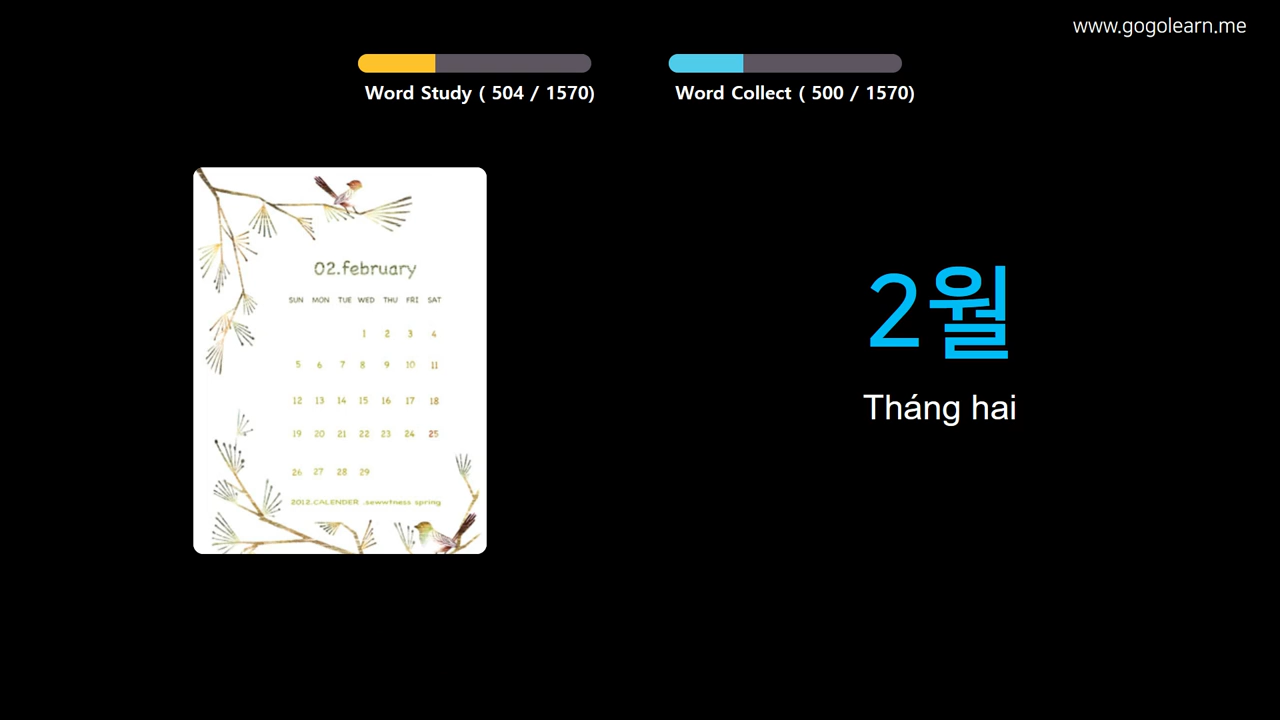 www.gogolearn.me
Word Study ( 504 / 1570)
Word Collect ( 500 / 1570)
02.february
SUN MON TUE WED THU FRI SAT
1 2 3 4
5 6 7 8 9 10 11
12 13 14 15 16 17 18
19 20 21 22 23 24 25
26 27 28 29
2012.CALENDER .sewwtness spring
2월
Tháng hai